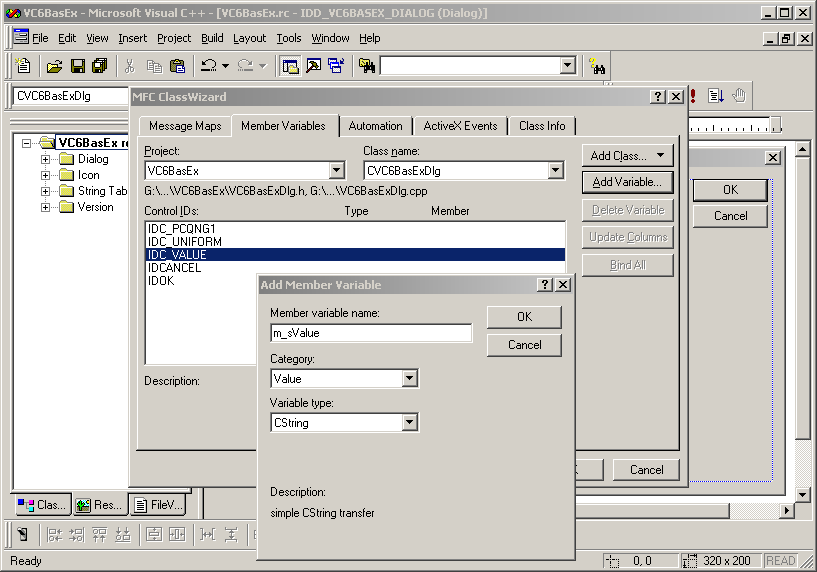 VC6BasEx - Microsoft Visual C++ - [VC6BasEx.rc - IDD_VC6BASEX_DIALOG (Dialog)]
File Edit View Insert Project Build Layout Tools Window Help
CVC6BasExDlg
VC6BasEx re
Dialog
Icon
String Tab
Version
Clas...
Res...
FileV...
MFC ClassWizard
Message Maps
Member Variables
Automation
ActiveX Events
Class Info
Project:
Class name:
VC6BasEx
CVC6BasExDlg
G:\...\VC6BasEx\VC6BasExDlg.h, G:\...\VC6BasExDlg.cpp
Control IDs: Type Member
IDC_PCQNG1
IDC_UNIFORM
IDC_VALUE
IDCANCEL
IDOK
Description:
Add Class...
Add Variable...
Delete Variable
Update Columns
Bind All
Cancel
OK
Cancel
Add Member Variable
Member variable name:
m_sValue
Category:
Value
Variable type:
CString
Description:
simple CString transfer
OK
Cancel
Ready
0, 0
320 x 200
READ